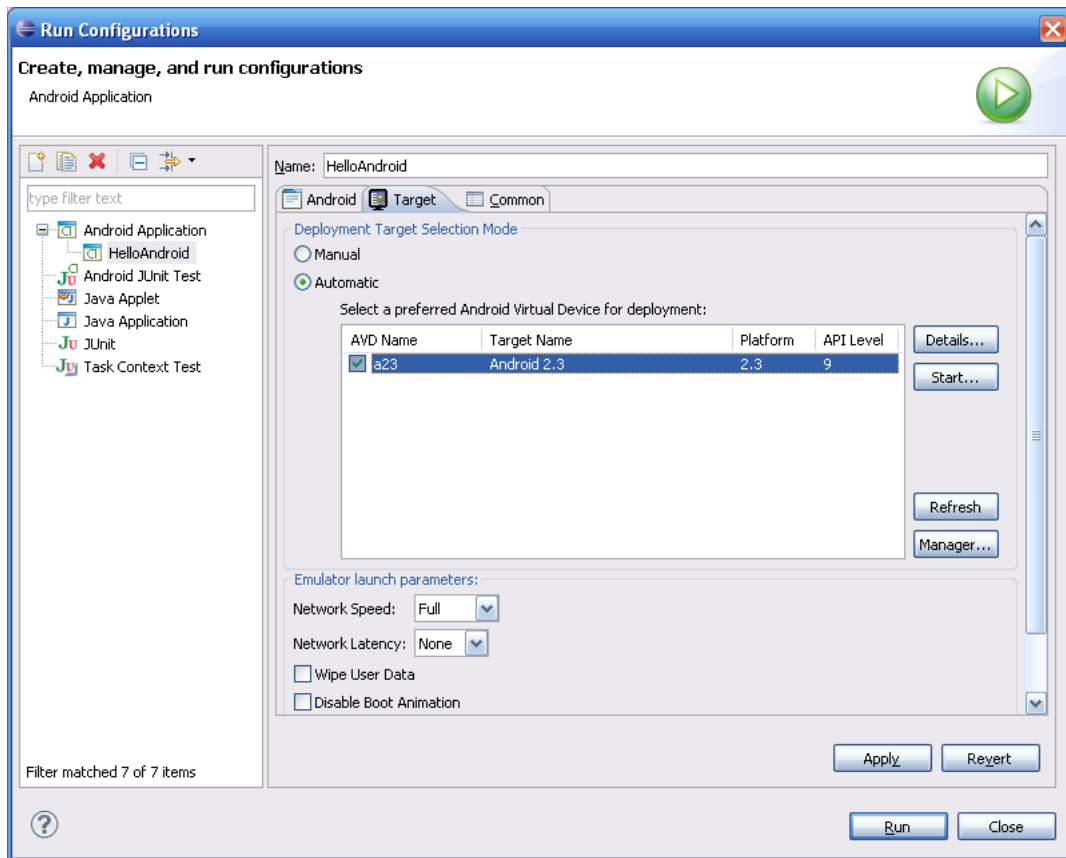 Run Configurations
Create, manage, and run configurations
Android Application
type filter text
Android Application
HelloAndroid
Android JUnit Test
Java Applet
Java Application
JUnit
Task Context Test
Filter matched 7 of 7 items
Name: HelloAndroid
Android Target Common
Deployment Target Selection Mode
Manual
Automatic
Select a preferred Android Virtual Device for deployment:
AVD Name Target Name Platform API Level
a23 Android 2.3 2.3 9
Details...
Start...
Refresh
Manager...
Emulator launch parameters:
Network Speed: Full
Network Latency: None
Wipe User Data
Disable Boot Animation
Apply Revert
Run Close